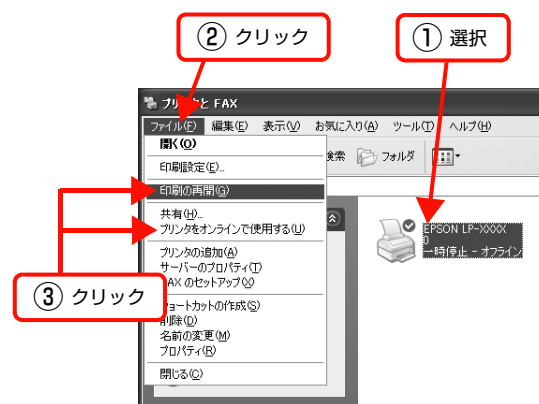 ② クリック
① 選択
プリンタと FAX
ファイル(F) 編集(E) 表示(V) お気に入り(A) ツール(T) ヘルプ(H)
開く(O)
印刷設定(E)...
検索 フォルダ
印刷の再開(G)
共有(H)...
プリンタをオンラインで使用する(U)
EPSON LP-XXXX
0
一時停止 - オフライン
プリンタの追加(A)
サーバーのプロパティ(T)
FAX のセットアップ(X)
③ クリック
ショートカットの作成(S)
削除(D)
名前の変更(M)
プロパティ(R)
閉じる(C)